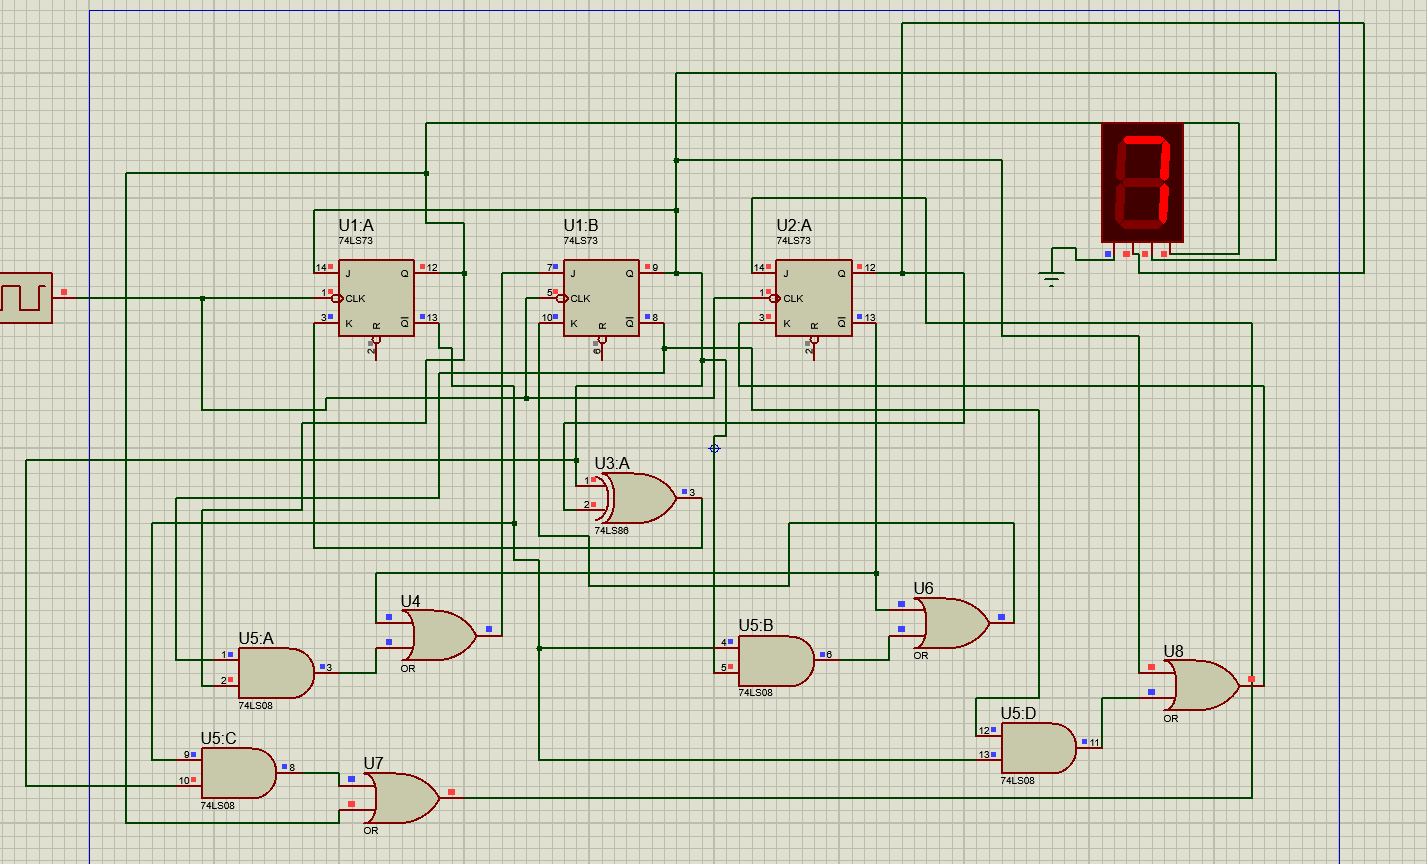 U1:A
74LS73
14 J Q 12
1 CLK
3 K Q 13
R
2
U1:B
74LS73
7 J Q 9
5 CLK
10 K Q 8
R
6
U2:A
74LS73
14 J Q 12
1 CLK
3 K Q 13
R
2
7
U3:A
1
2
3
74LS86
U4
OR
U5:A
1
2
3
74LS08
U5:B
4
5
6
74LS08
U6
OR
U8
OR
U5:D
12
13
11
74LS08
U5:C
9
10
8
74LS08
U7
OR